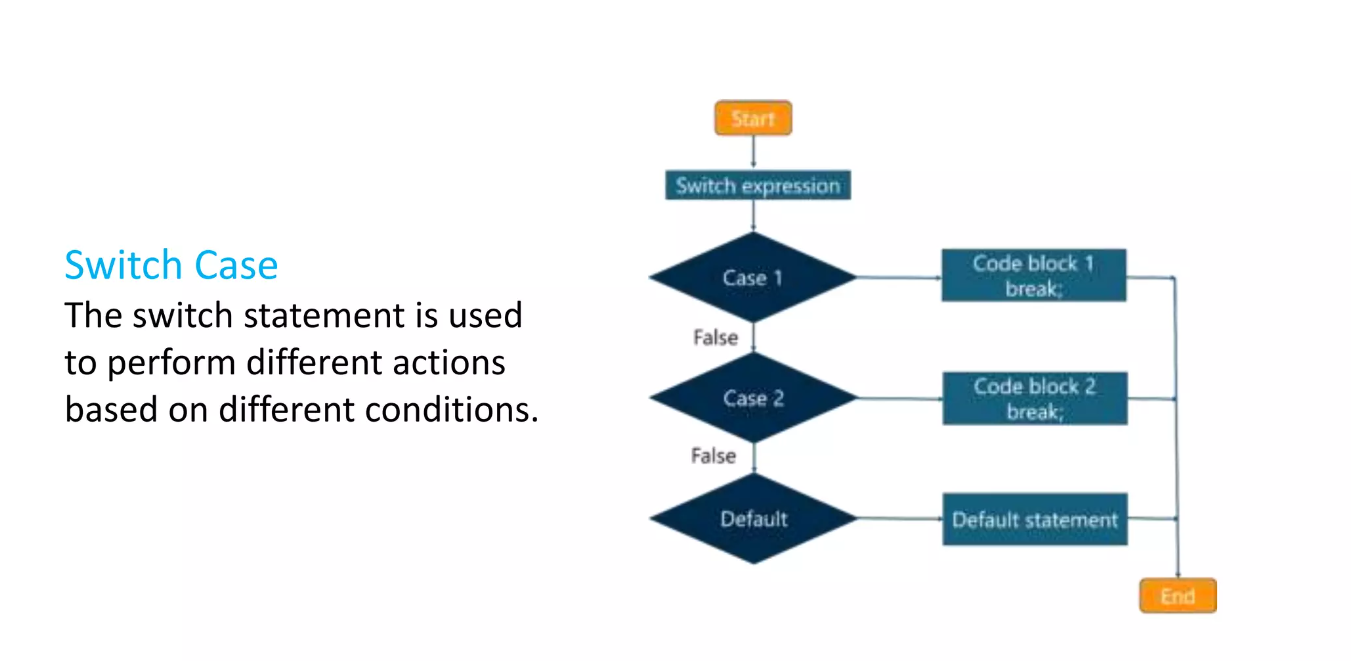 Switch Case
The switch statement is used
to perform different actions
based on different conditions.
Start
Switch expression
Case 1
Code block 1
break;
False
Case 2
Code block 2
break;
False
Default
Default statement
End